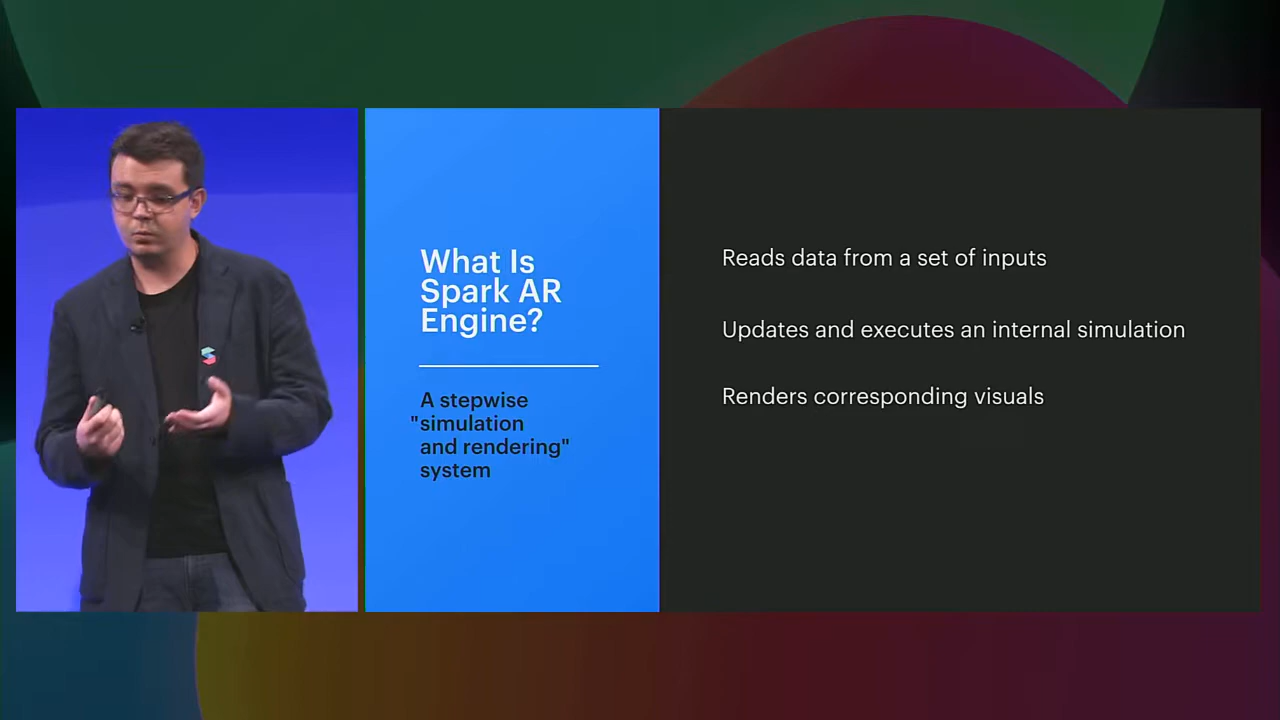 What Is
Spark AR
Engine?
A stepwise
"simulation
and rendering"
system
Reads data from a set of inputs
Updates and executes an internal simulation
Renders corresponding visuals